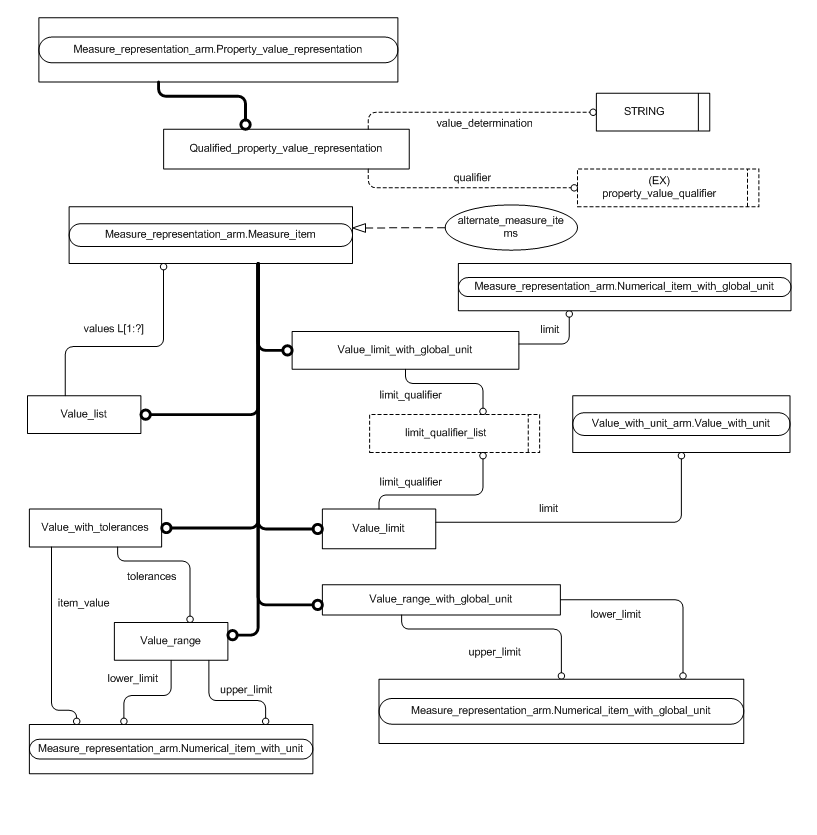 Measure_representation_arm.Property_value_representation
STRING
value_determination
Qualified_property_value_representation
qualifier
(EX)
property_value_qualifier
alternate_measure_ite
ms
Measure_representation_arm.Measure_item
Measure_representation_arm.Numerical_item_with_global_unit
values L[1:?]
limit
Value_limit_with_global_unit
limit_qualifier
Value_list
Value_with_unit_arm.Value_with_unit
limit_qualifier_list
limit_qualifier
limit
Value_with_tolerances
Value_limit
tolerances
item_value
Value_range_with_global_unit
lower_limit
Value_range
upper_limit
lower_limit
upper_limit
Measure_representation_arm.Numerical_item_with_global_unit
Measure_representation_arm.Numerical_item_with_unit